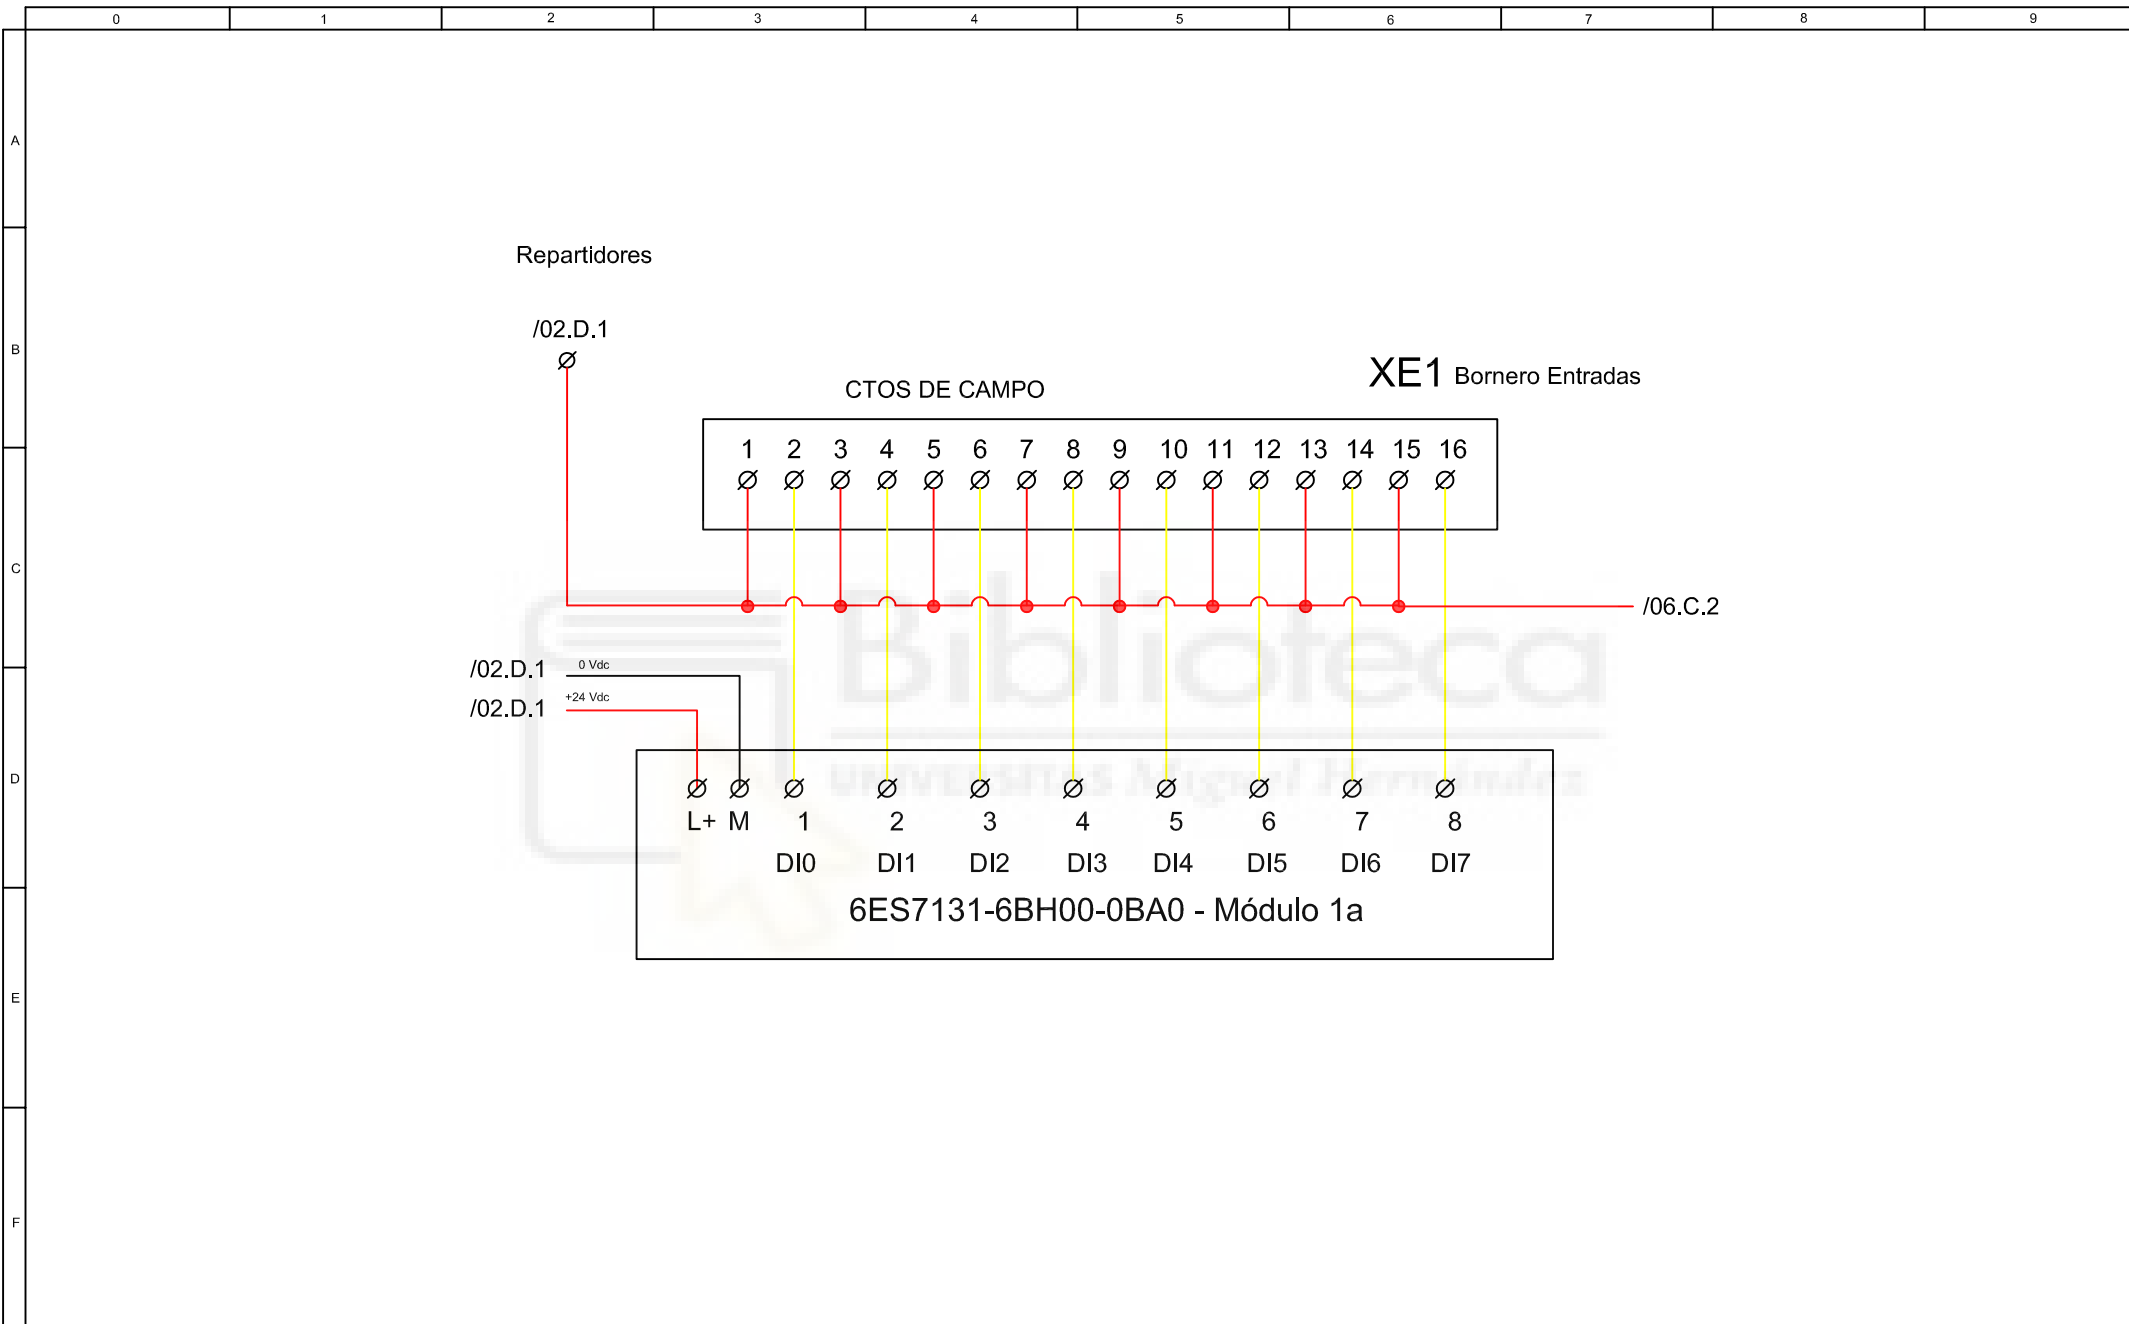 0 1 2 3 4 5 6 7 8 9
A
Repartidores
/02.D.1
B
XE1 Bornero Entradas
CTOS DE CAMPO
1 2 3 4 5 6 7 8 9 10 11 12 13 14 15 16
C
/06.C.2
Biblioteca
/02.D.1 0 Vdc
/02.D.1 +24 Vdc
D
UNIVERSITAS Miguel Hernández
L+ M 1 2 3 4 5 6 7 8
DI0 DI1 DI2 DI3 DI4 DI5 DI6 DI7
6ES7131-6BH00-0BA0 - Módulo 1a
E
F